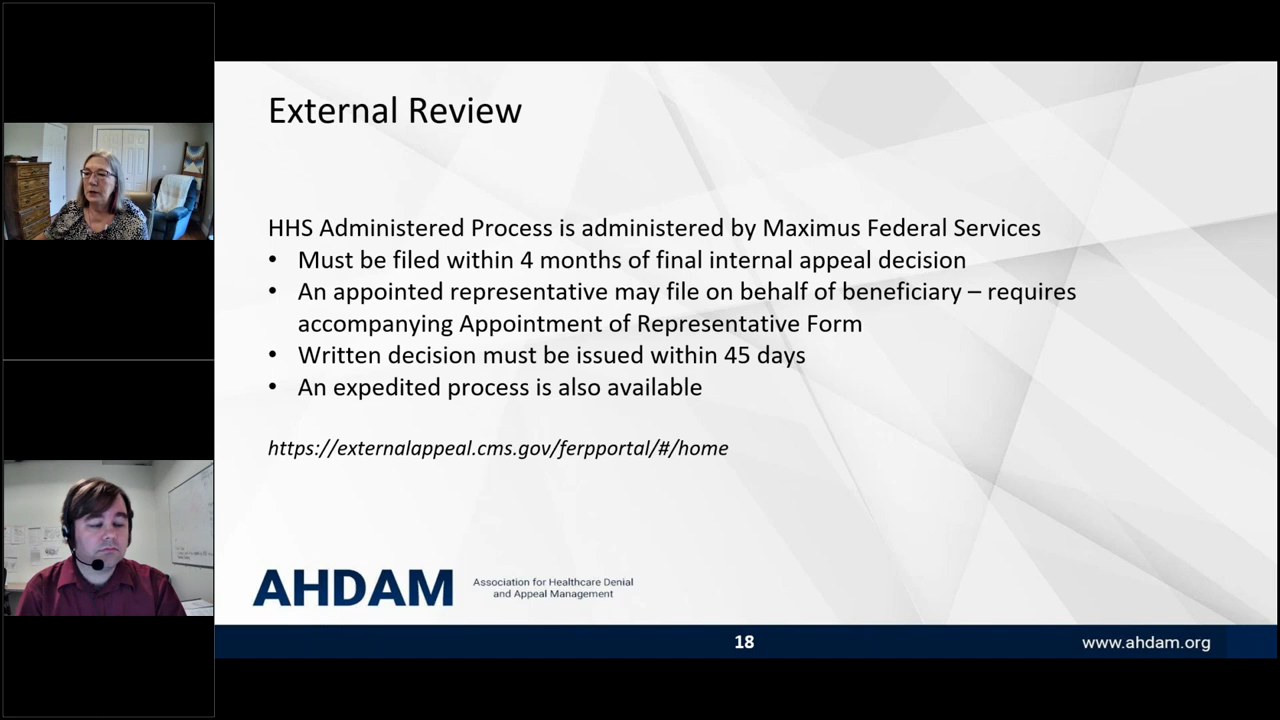 External Review
HHS Administered Process is administered by Maximus Federal Services
• Must be filed within 4 months of final internal appeal decision
• An appointed representative may file on behalf of beneficiary – requires
accompanying Appointment of Representative Form
• Written decision must be issued within 45 days
• An expedited process is also available
https://externalappeal.cms.gov/ferpportal/#/home
AHDAM
Association for Healthcare Denial
and Appeal Management
18
www.ahdam.org